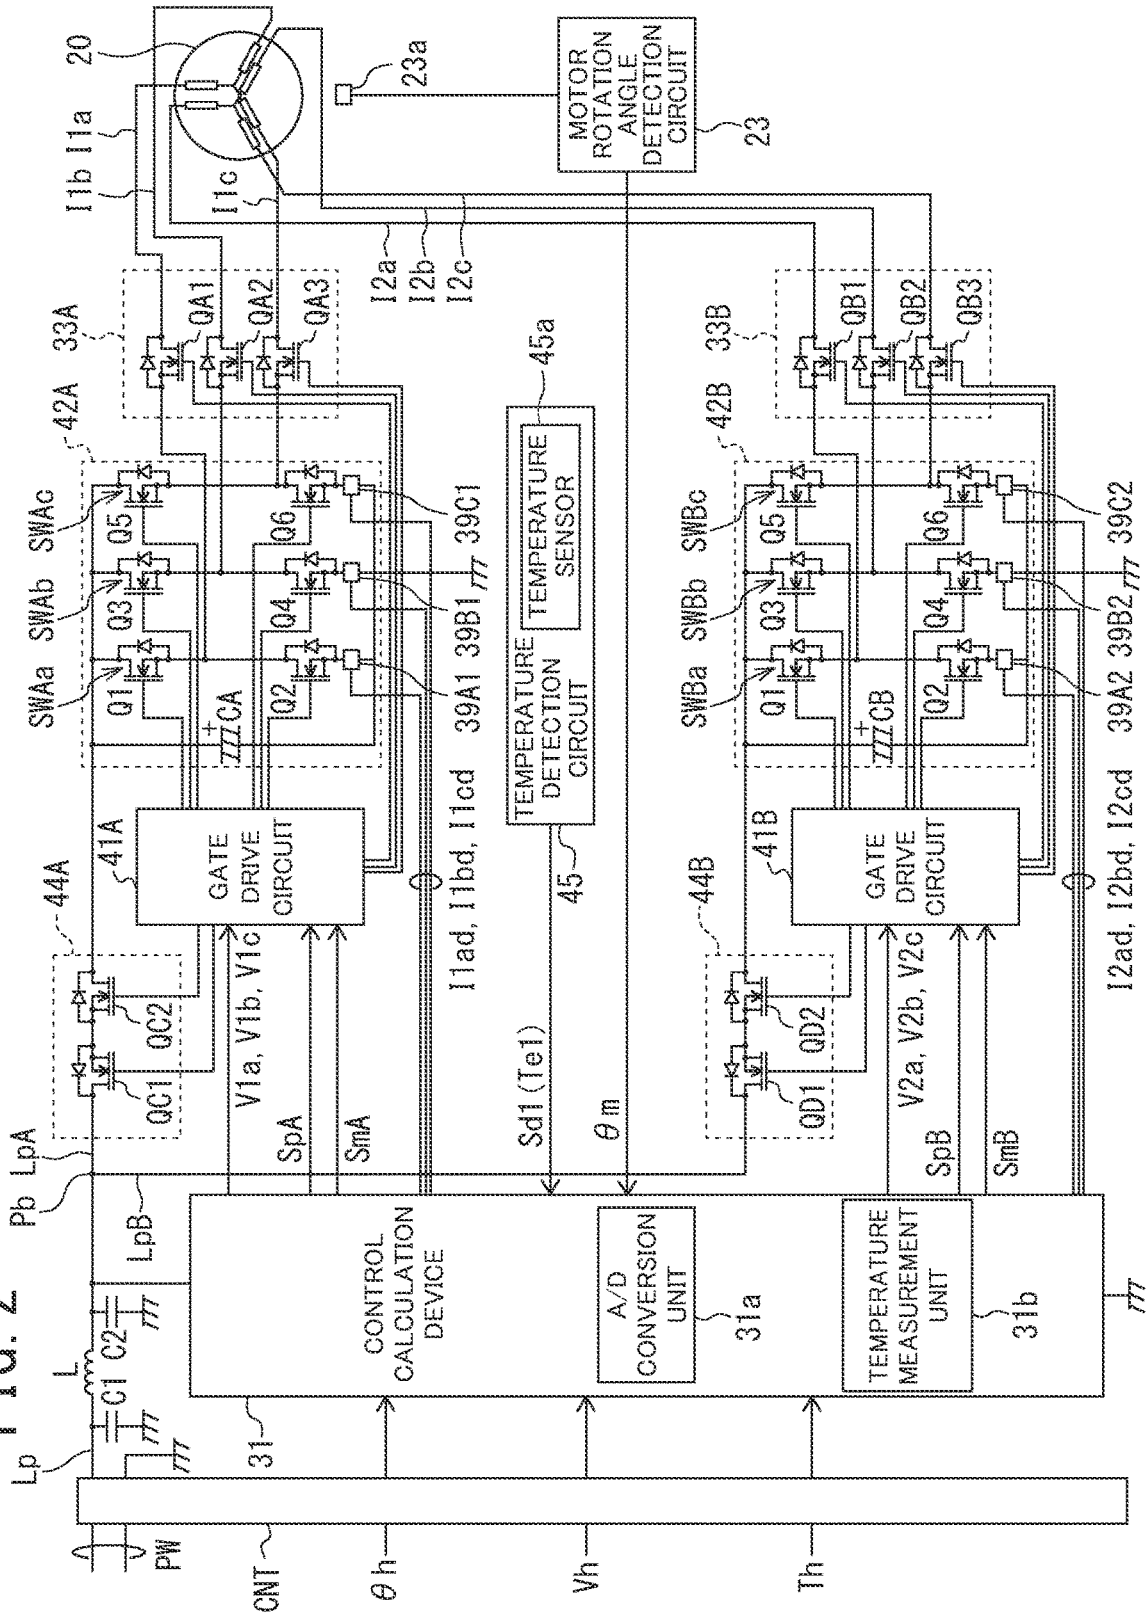 FIG. 2
PW
CNT
θh
Vh
Th
Lp
L
C1
C2
Pb
LpA
LpB
31
CONTROL
CALCULATION
DEVICE
A/D
CONVERSION
UNIT
31a
TEMPERATURE
MEASUREMENT
UNIT
31b
44A
QC1
QC2
V1a, V1b, V1c
SpA
SmA
I1ad, I1bd, I1cd
41A
GATE
DRIVE
CIRCUIT
42A
SWAa
SWAb
SWAc
Q1
Q3
Q5
+
CA
Q2
Q4
Q6
39A1
39B1
39C1
33A
QA1
QA2
QA3
I1b
I1a
I1c
20
23a
MOTOR
ROTATION
ANGLE
DETECTION
CIRCUIT
23
I2a
I2b
I2c
Sd1(Te1)
θm
45
TEMPERATURE
DETECTION
CIRCUIT
TEMPERATURE
SENSOR
45a
44B
QD1
QD2
V2a, V2b, V2c
SpB
SmB
I2ad, I2bd, I2cd
41B
GATE
DRIVE
CIRCUIT
42B
SWBa
SWBb
SWBc
Q1
Q3
Q5
+
CB
Q2
Q4
Q6
39A2
39B2
39C2
33B
QB1
QB2
QB3